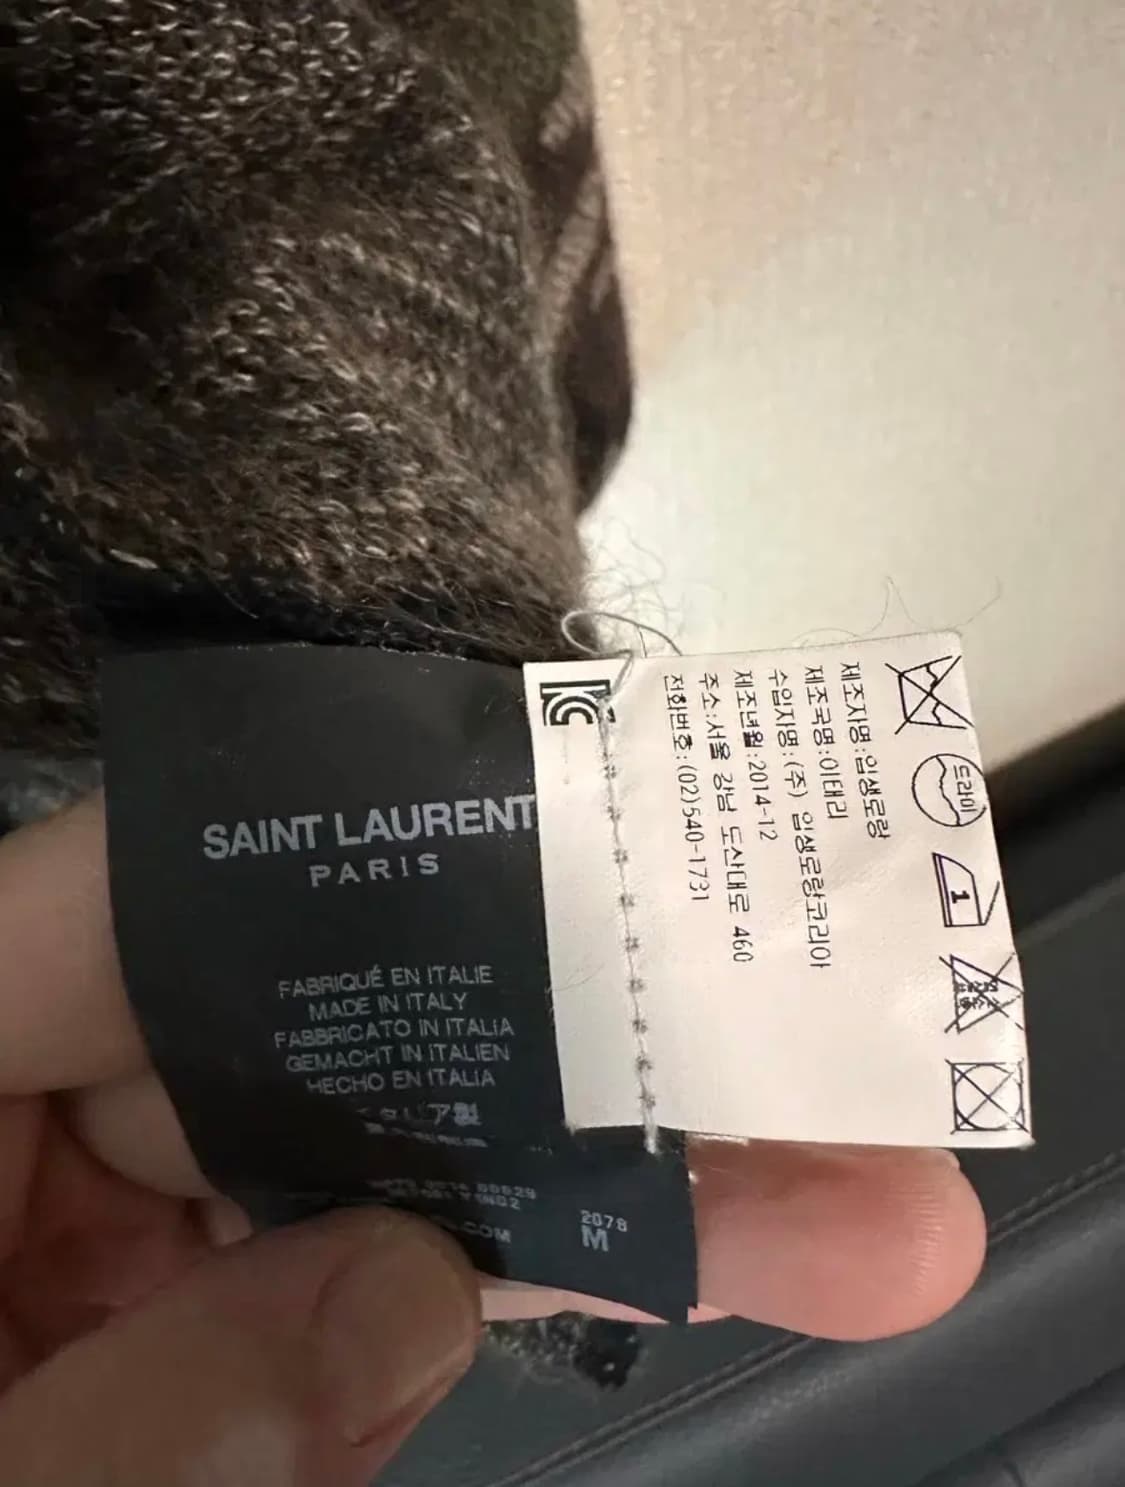 SAINT LAURENT
PARIS
FABRIQUÉ EN ITALIE
MADE IN ITALY
FABBRICATO IN ITALIA
GEMACHT IN ITALIEN
HECHO EN ITALIA
.COM
2078
M
제조자명:입생로랑
제조국명:이태리
수입자명:(주) 입생로랑코리아
제조년월:2014-12
주소:서울 강남 도산대로 460
전화번호:(02)540-1731
드라이
1